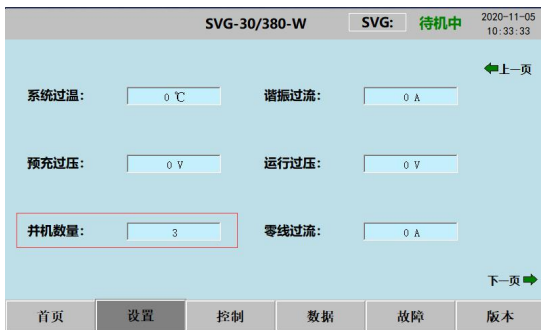 SVG-30/380-W SVG: 待机中 2020-11-05
10:33:33
上一页
系统过温: 0 ℃ 谐振过流: 0 A
预充过压: 0 V 运行过压: 0 V
并机数量: 3 零线过流: 0 A
下一页
首页 设置 控制 数据 故障 版本